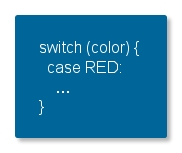 switch (color) {
case RED:
...
}